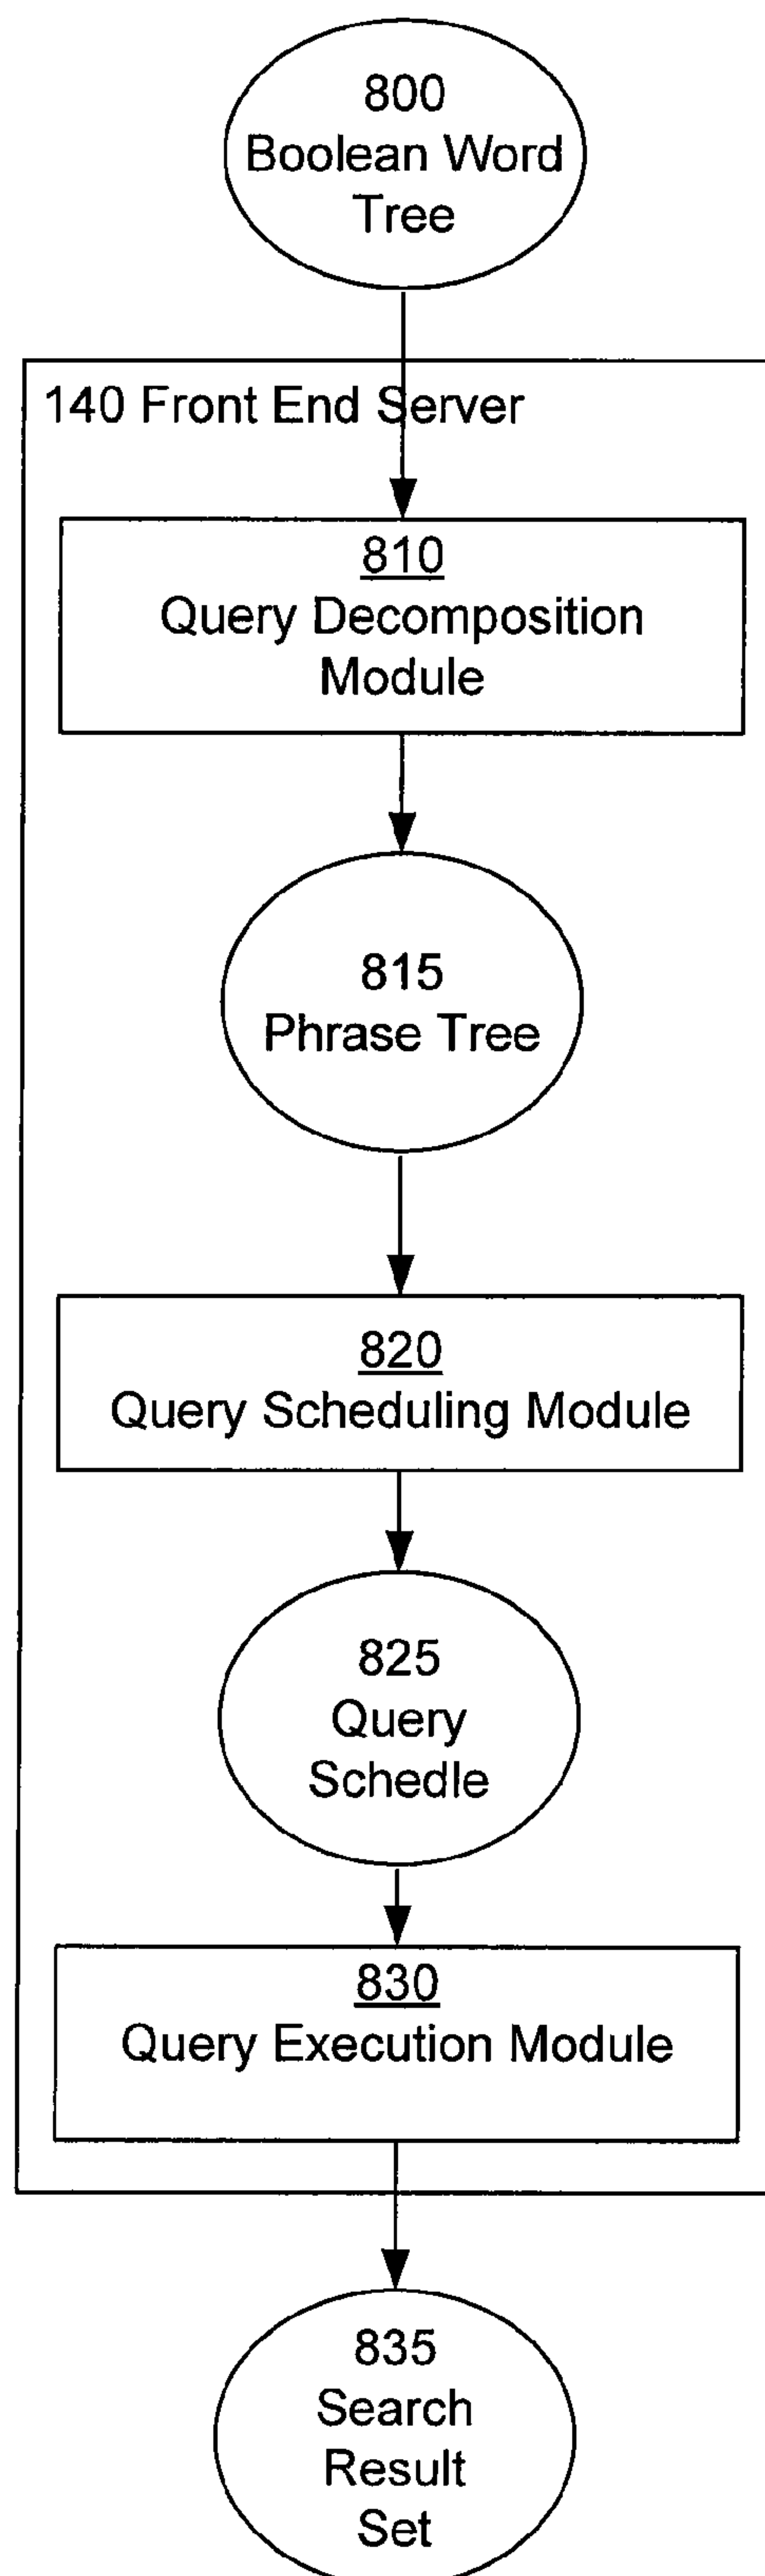 800
Boolean Word
Tree
140 Front End Server
810
Query Decomposition
Module
815
Phrase Tree
820
Query Scheduling Module
825
Query
Schedle
830
Query Execution Module
835
Search
Result
Set